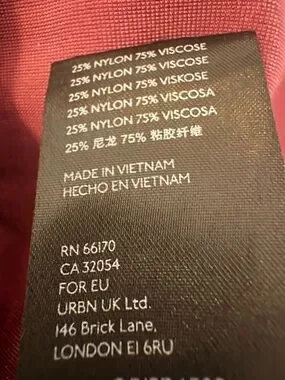 25% NYLON 75% VISCOSE
25% NYLON 75% VISCOSE
25% NYLON 75% VISKOSE
25% NYLON 75% VISCOSA
25% NYLON 75% VISCOSA
25% 尼龙 75% 粘胶纤维
MADE IN VIETNAM
HECHO EN VIETNAM
RN 66170
CA 32054
FOR EU
URBN UK Ltd.
146 Brick Lane,
LONDON E1 6RU